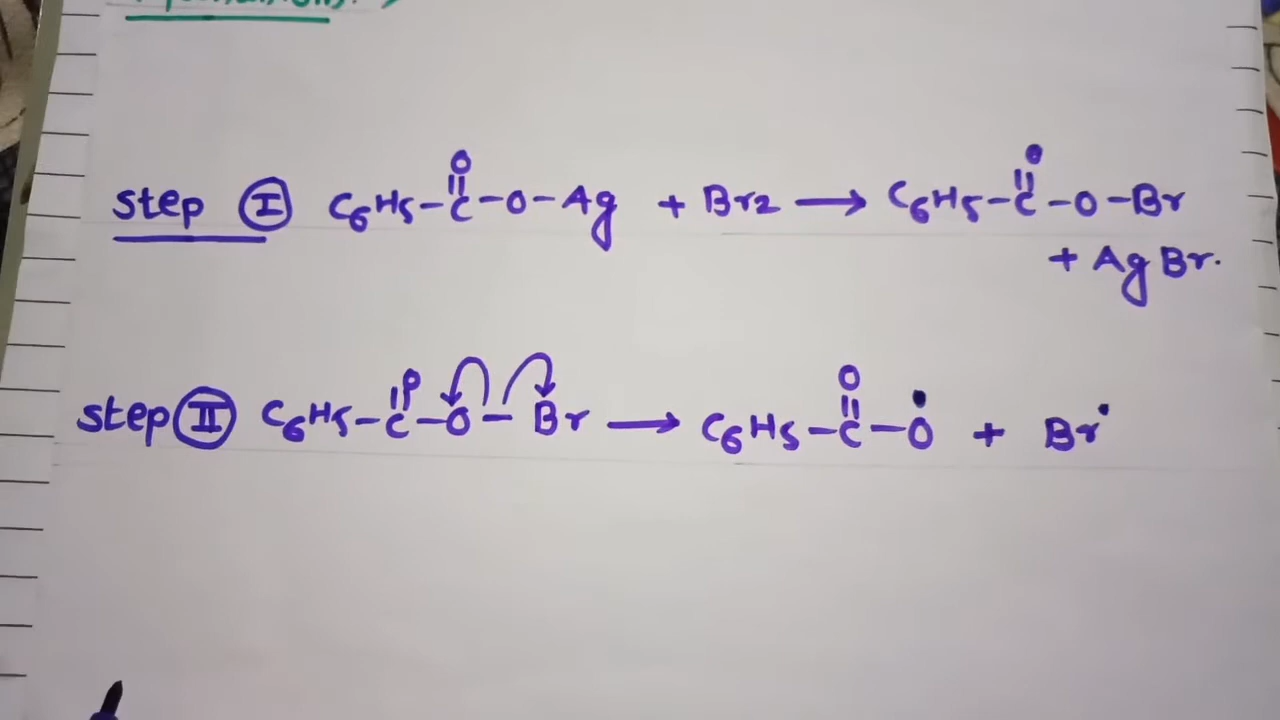 O O
step I C6H5-C-O-Ag + Br2 → C6H5-C-O-Br
+ AgBr.
O O
step II C6H5-C-O-Br → C6H5-C-O• + Br•